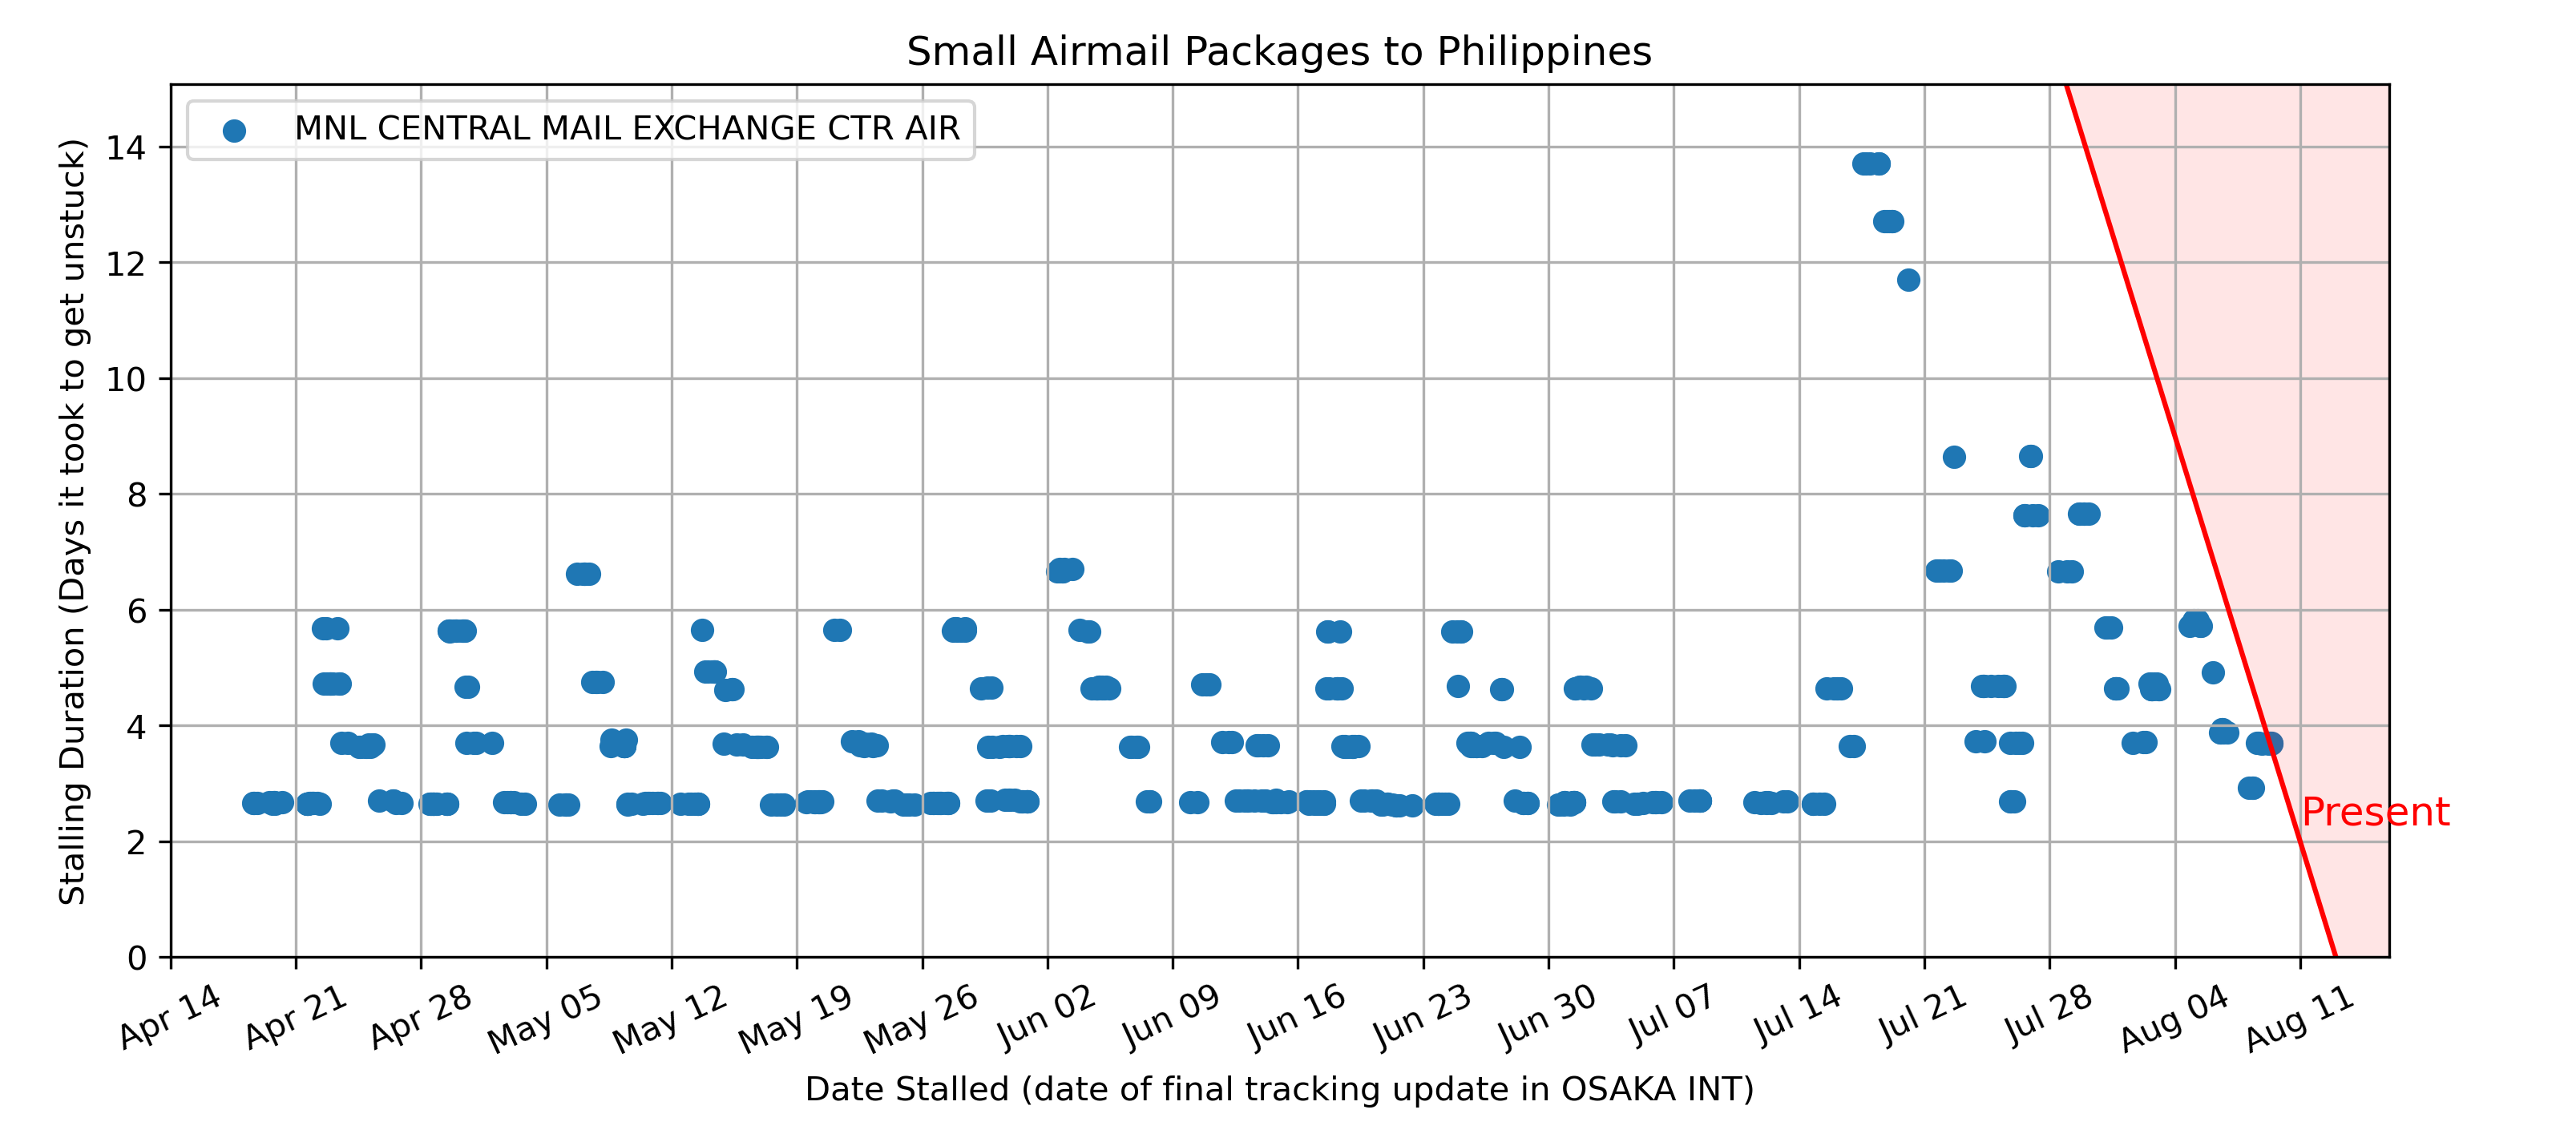 Small Airmail Packages to Philippines
MNL CENTRAL MAIL EXCHANGE CTR AIR
Stalling Duration (Days it took to get unstuck)
14
12
10
8
6
4
2
0
Present
Apr 14
Apr 21
Apr 28
May 05
May 12
May 19
May 26
Jun 02
Jun 09
Jun 16
Jun 23
Jun 30
Jul 07
Jul 14
Jul 21
Jul 28
Aug 04
Aug 11
Date Stalled (date of final tracking update in OSAKA INT)